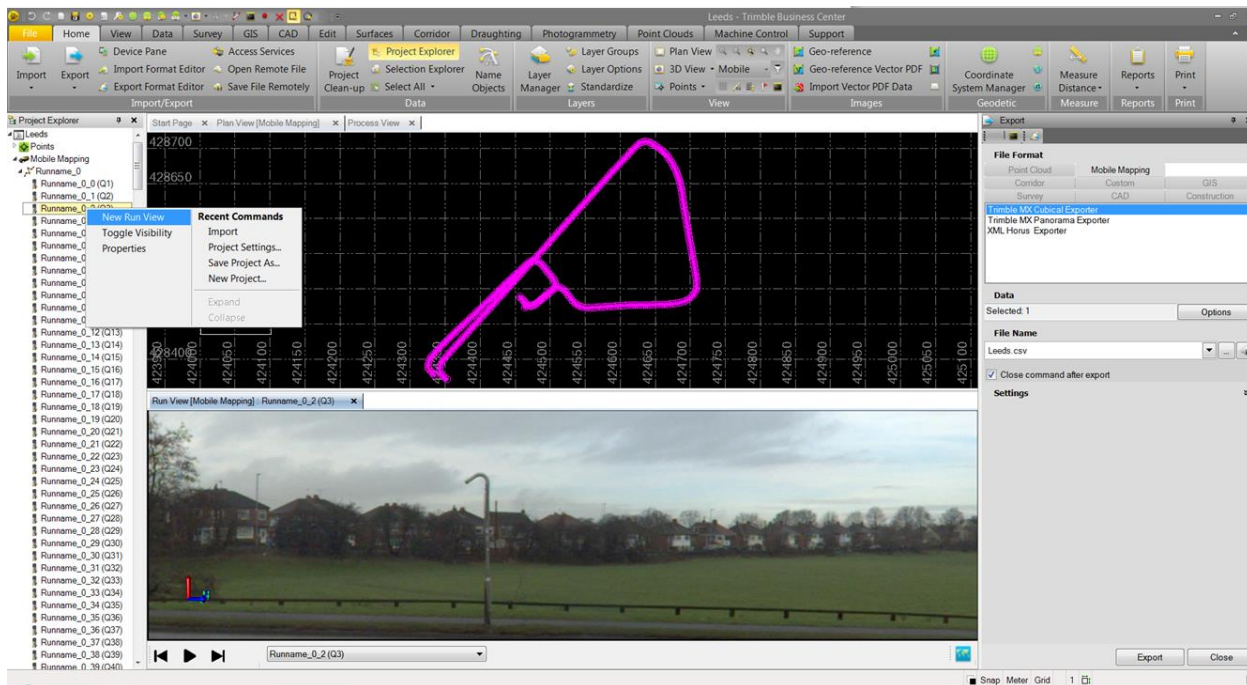 Leeds - Trimble Business Center
File Home View Data Survey GIS CAD Edit Surfaces Corridor Draughting Photogrammetry Point Clouds Machine Control Support
Import
Export
Device Pane
Import Format Editor
Export Format Editor
Access Services
Open Remote File
Save File Remotely
Import/Export
Project Clean-up
Project Explorer
Selection Explorer
Select All
Name Objects
Data
Layer Manager
Layer Groups
Layer Options
Standardize
Layers
Plan View
3D View
Mobile
Points
View
Geo-reference
Geo-reference Vector PDF
Import Vector PDF Data
Images
Coordinate System Manager
Geodetic
Measure Distance
Measure
Reports
Reports
Print
Print
Project Explorer
Leeds
Points
Mobile Mapping
Runname_0
Runname_0_0 (Q1)
Runname_0_1 (Q2)
Runname_0_12 (Q13)
Runname_0_13 (Q14)
Runname_0_14 (Q15)
Runname_0_15 (Q16)
Runname_0_16 (Q17)
Runname_0_17 (Q18)
Runname_0_18 (Q19)
Runname_0_19 (Q20)
Runname_0_20 (Q21)
Runname_0_21 (Q22)
Runname_0_22 (Q23)
Runname_0_23 (Q24)
Runname_0_24 (Q25)
Runname_0_25 (Q26)
Runname_0_26 (Q27)
Runname_0_27 (Q28)
Runname_0_28 (Q29)
Runname_0_29 (Q30)
Runname_0_30 (Q31)
Runname_0_31 (Q32)
Runname_0_32 (Q33)
Runname_0_33 (Q34)
Runname_0_34 (Q35)
Runname_0_35 (Q36)
Runname_0_36 (Q37)
Runname_0_37 (Q38)
Runname_0_38 (Q39)
Runname_0_39 (Q40)
New Run View
Toggle Visibility
Properties
Recent Commands
Import
Project Settings...
Save Project As...
New Project...
Expand
Collapse
Start Page Plan View [Mobile Mapping] Process View
428700
428650
428400
424050 424100 424150 424200 424250 424300 424400 424450 424500 424550 424600 424650 424700 424750 424800 424850 424900 424950 425000 425050 425100
Run View [Mobile Mapping] : Runname_0_2 (Q3)
Runname_0_2 (Q3)
Export
File Format
Point Cloud Mobile Mapping
Corridor Custom GIS
Survey CAD Construction
Trimble MX Cubical Exporter
Trimble MX Panorama Exporter
XML Horus Exporter
Data
Selected: 1 Options
File Name
Leeds.csv
Close command after export
Settings
Export Close
Snap Meter Grid 1